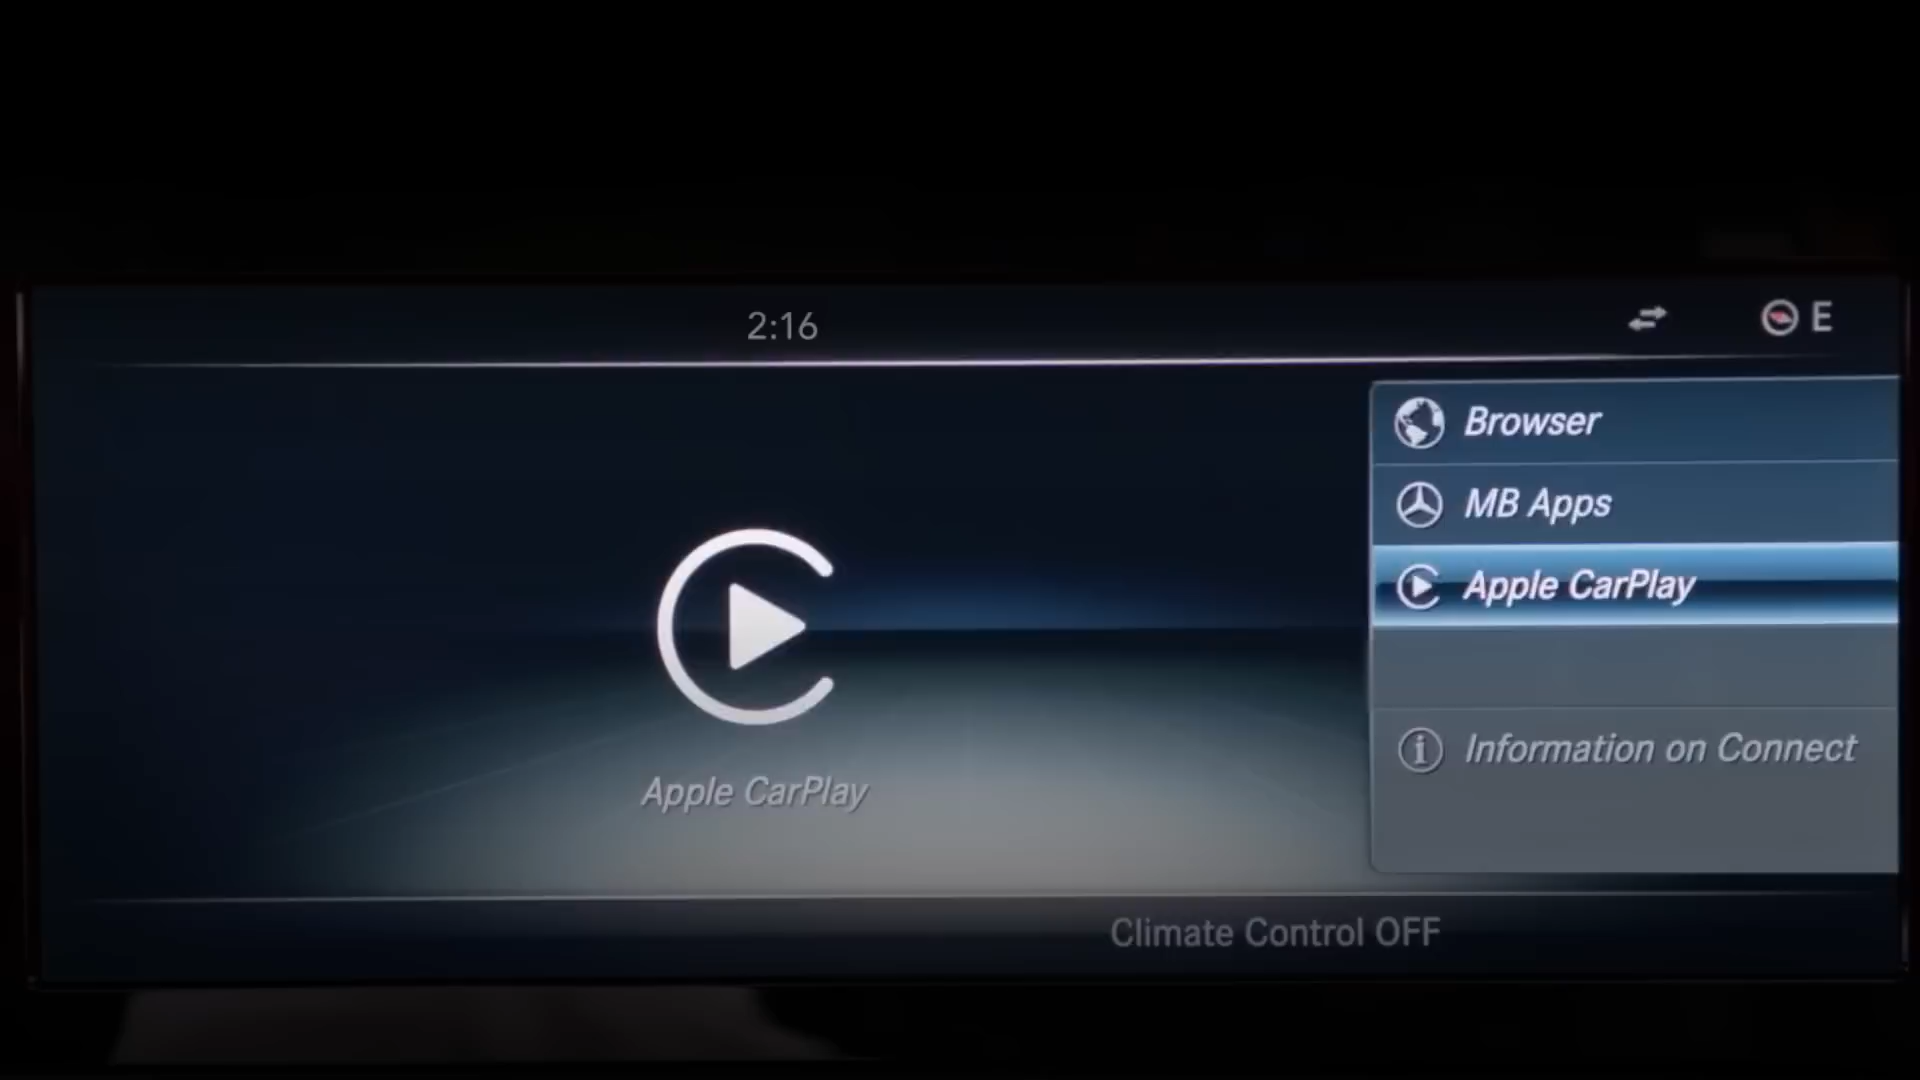 2:16
E
Browser
MB Apps
Apple CarPlay
Information on Connect
Apple CarPlay
Climate Control OFF